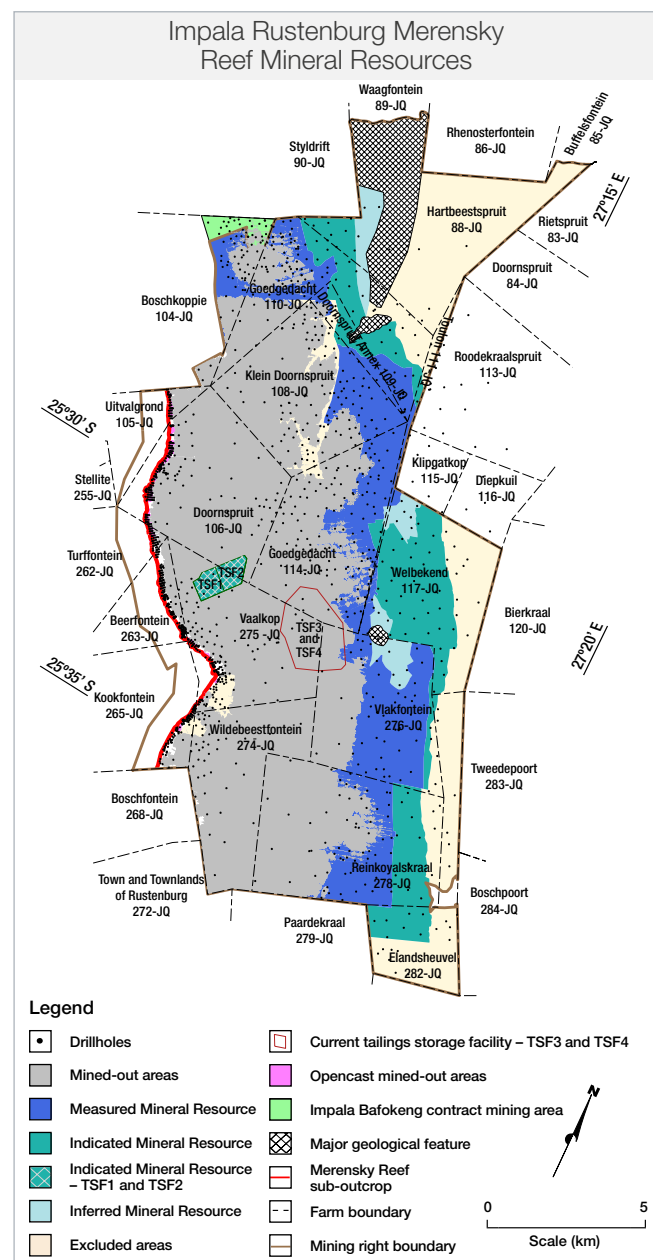 Impala Rustenburg Merensky
Reef Mineral Resources
Waagfontein
89-JQ
Buffelsfontein
85-JQ
Rhenosterfontein
86-JQ
Styldrift
90-JQ
27º15' E
Hartbeestspruit
88-JQ
Rietspruit
83-JQ
Doornspruit
84-JQ
Goedgedacht
110-JQ
Boschkoppie
104-JQ
Doornspruit Annex 109-JQ
Roodekraalspruit
113-JQ
Klein Doornspruit
108-JQ
Uitvalgrond
105-JQ
25º30' S
Klipgatkop
115-JQ
Diepkuil
116-JQ
Stellite
255-JQ
Doornspruit
106-JQ
Turffontein
262-JQ
Goedgedacht
114-JQ
TSF2
TSF1
Welbekend
117-JQ
Bierkraal
120-JQ
Beerfontein
263-JQ
Vaalkop
275 -JQ
TSF3
and
TSF4
27º20' E
25º35' S
Kookfontein
265-JQ
Vlakfontein
276-JQ
Wildebeestfontein
274-JQ
Tweedepoort
283-JQ
Boschfontein
268-JQ
Town and Townlands
of Rustenburg
272-JQ
Reinkoyalskraal
278-JQ
Boschpoort
284-JQ
Paardekraal
279-JQ
Elandsheuvel
282-JQ
Legend
Drillholes
Mined-out areas
Measured Mineral Resource
Indicated Mineral Resource
Indicated Mineral Resource
– TSF1 and TSF2
Inferred Mineral Resource
Excluded areas
Current tailings storage facility – TSF3 and TSF4
Opencast mined-out areas
Impala Bafokeng contract mining area
Major geological feature
Merensky Reef
sub-outcrop
Farm boundary
Mining right boundary
N
0
5
Scale (km)